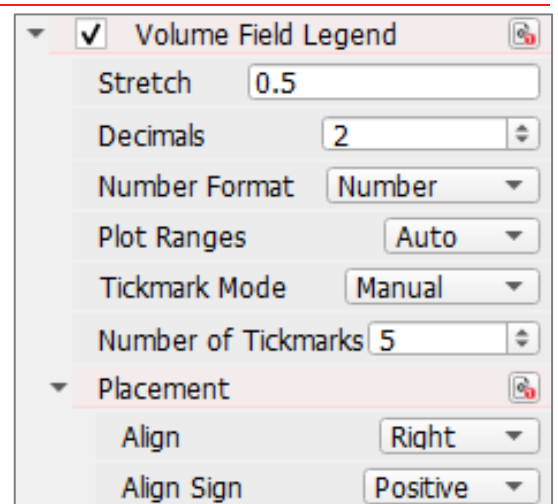 Volume Field Legend
Stretch 0.5
Decimals 2
Number Format Number
Plot Ranges Auto
Tickmark Mode Manual
Number of Tickmarks 5
Placement
Align Right
Align Sign Positive